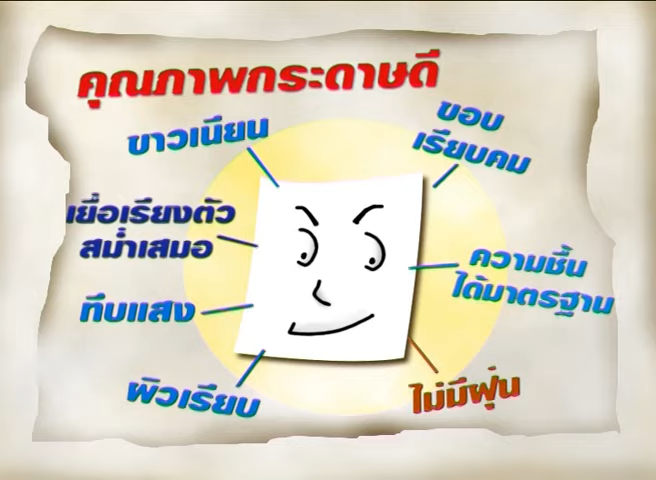 คุณภาพกระดาษดี
ขาวเนียน
ขอบ
เรียบคม
เยื่อเรียงตัว
สม่ำเสมอ
ความชื้น
ได้มาตรฐาน
ทึบแสง
ผิวเรียบ
ไม่มีฝุ่น